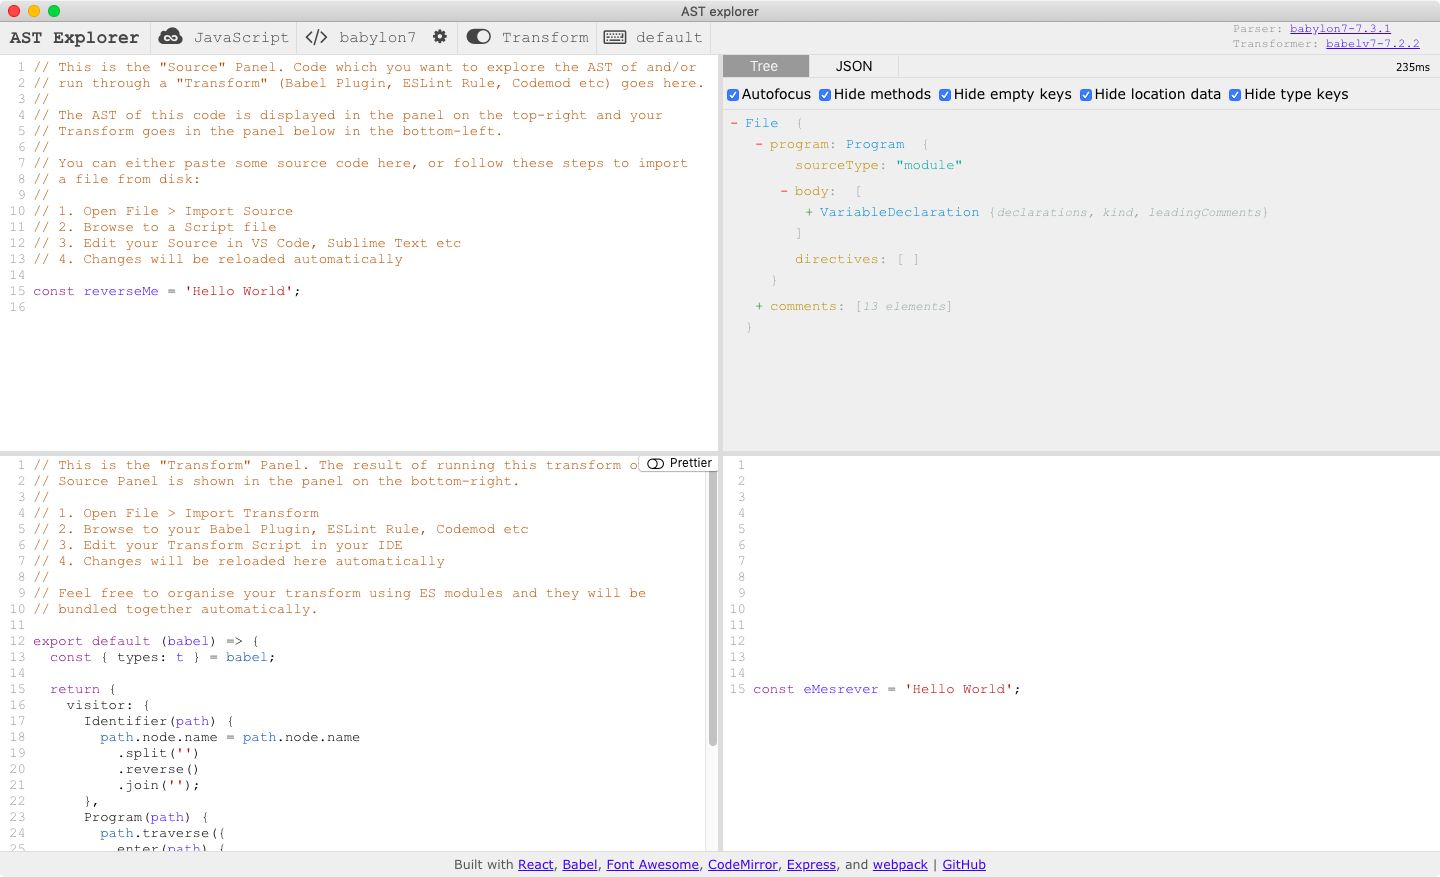 AST explorer
AST Explorer JavaScript </> babylon7 Transform default
Parser: babylon7-7.3.1
Transformer: babelv7-7.2.2
1 // This is the "Source" Panel. Code which you want to explore the AST of and/or
2 // run through a "Transform" (Babel Plugin, ESLint Rule, Codemod etc) goes here.
3 //
4 // The AST of this code is displayed in the panel on the top-right and your
5 // Transform goes in the panel below in the bottom-left.
6 //
7 // You can either paste some source code here, or follow these steps to import
8 // a file from disk:
9 //
10 // 1. Open File > Import Source
11 // 2. Browse to a Script file
12 // 3. Edit your Source in VS Code, Sublime Text etc
13 // 4. Changes will be reloaded automatically
14
15 const reverseMe = 'Hello World';
16
Tree JSON 235ms
Autofocus Hide methods Hide empty keys Hide location data Hide type keys
- File {
- program: Program {
sourceType: "module"
- body: [
+ VariableDeclaration {declarations, kind, leadingComments}
]
directives: [ ]
}
+ comments: [13 elements]
}
1 // This is the "Transform" Panel. The result of running this transform o
Prettier
2 // Source Panel is shown in the panel on the bottom-right.
3 //
4 // 1. Open File > Import Transform
5 // 2. Browse to your Babel Plugin, ESLint Rule, Codemod etc
6 // 3. Edit your Transform Script in your IDE
7 // 4. Changes will be reloaded here automatically
8 //
9 // Feel free to organise your transform using ES modules and they will be
10 // bundled together automatically.
11
12 export default (babel) => {
13 const { types: t } = babel;
14
15 return {
16 visitor: {
17 Identifier(path) {
18 path.node.name = path.node.name
19 .split('')
20 .reverse()
21 .join('');
22 },
23 Program(path) {
24 path.traverse({
25 enter(path) {
1
2
3
4
5
6
7
8
9
10
11
12
13
14
15 const eMesrever = 'Hello World';
Built with React, Babel, Font Awesome, CodeMirror, Express, and webpack | GitHub